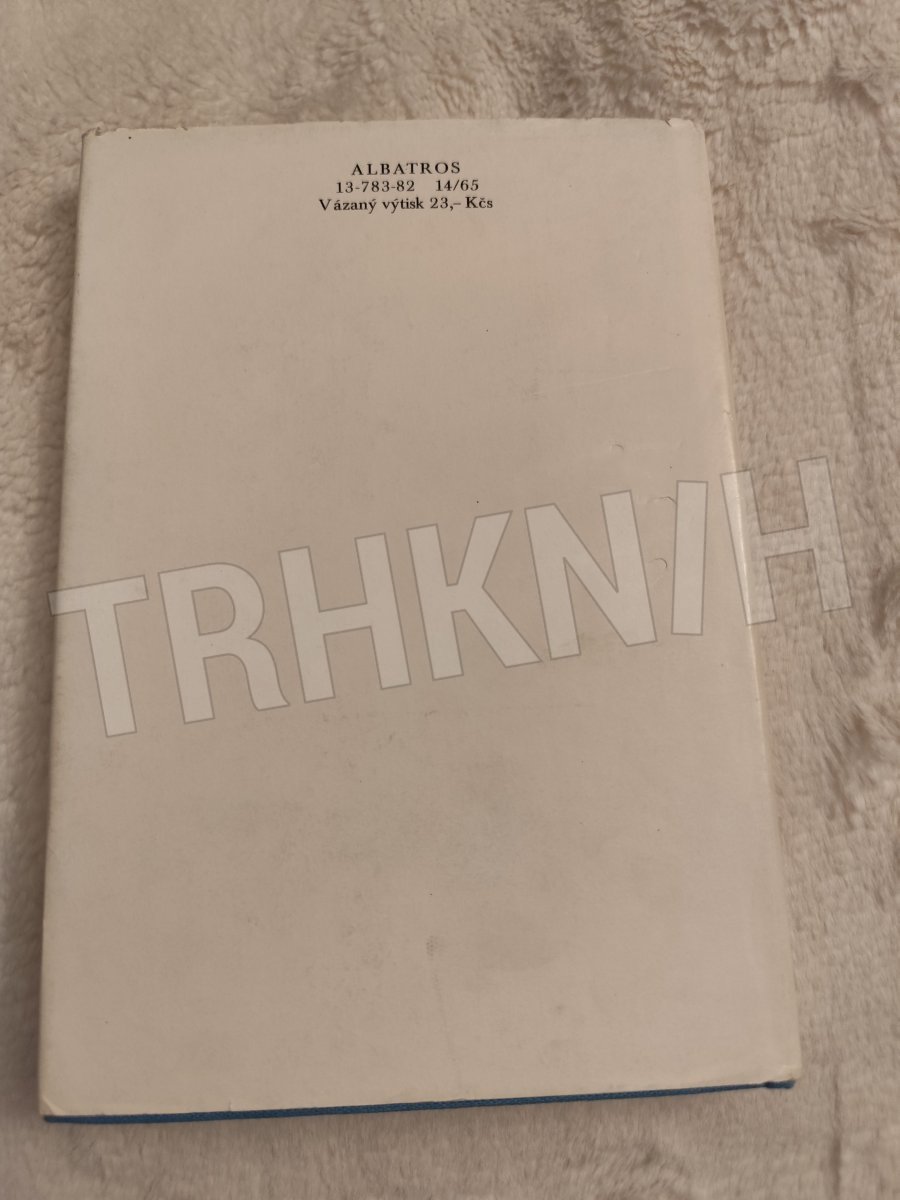 ALBATROS
13-783-82 14/65
Vázaný výtisk 23,– Kčs
TRHKNIH